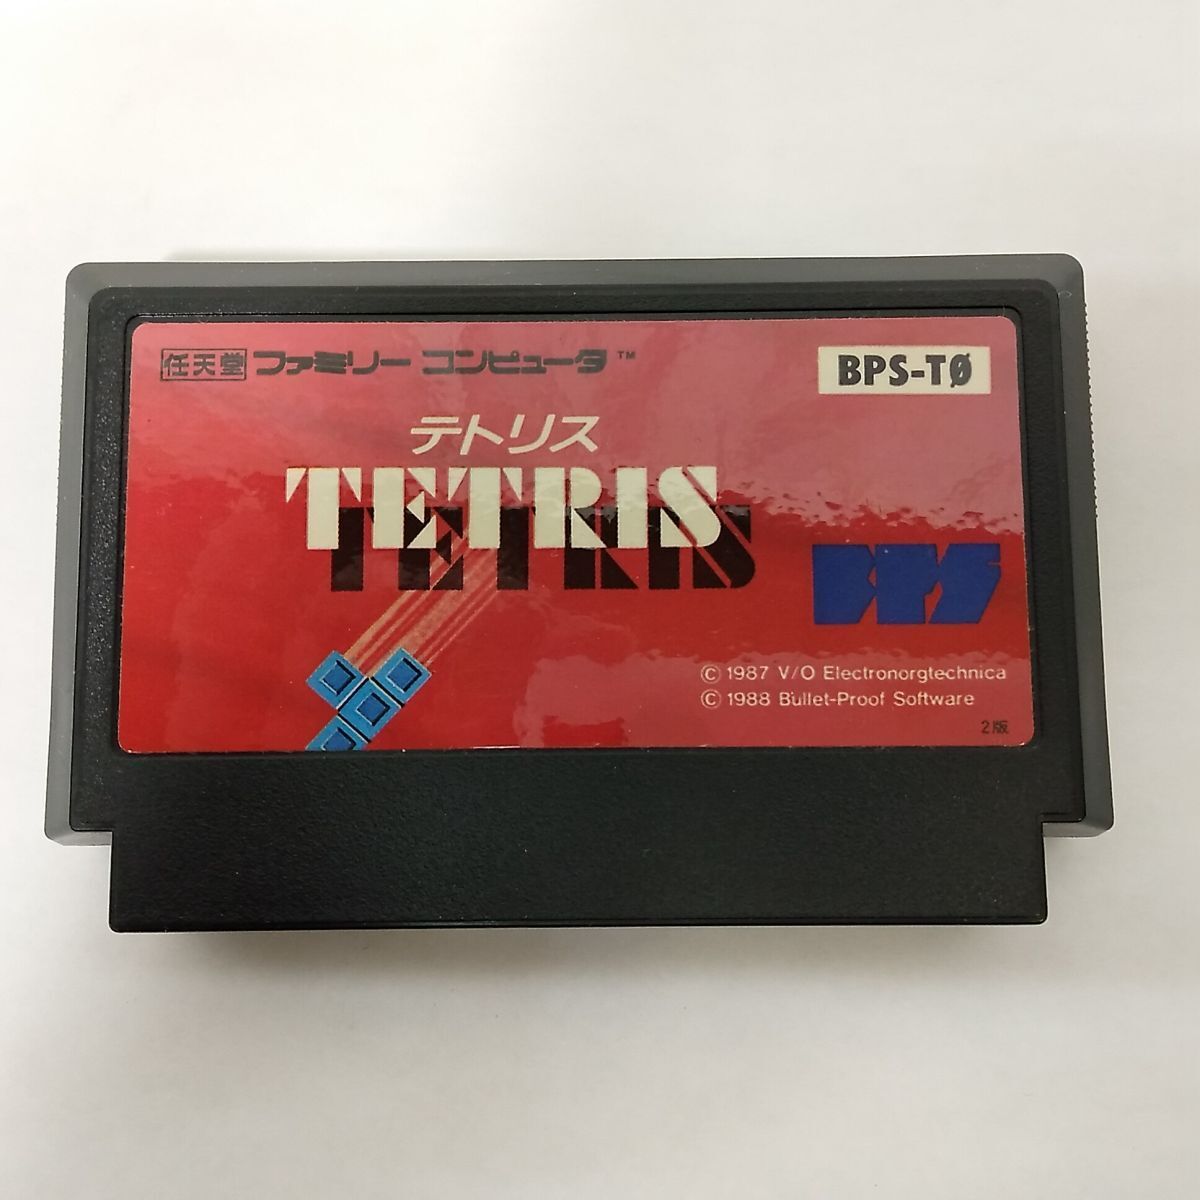 任天堂 ファミリー コンピュータ™
BPS-TØ
テトリス
TETRIS
BPS
© 1987 V/O Electronorgtechnica
© 1988 Bullet-Proof Software
2版